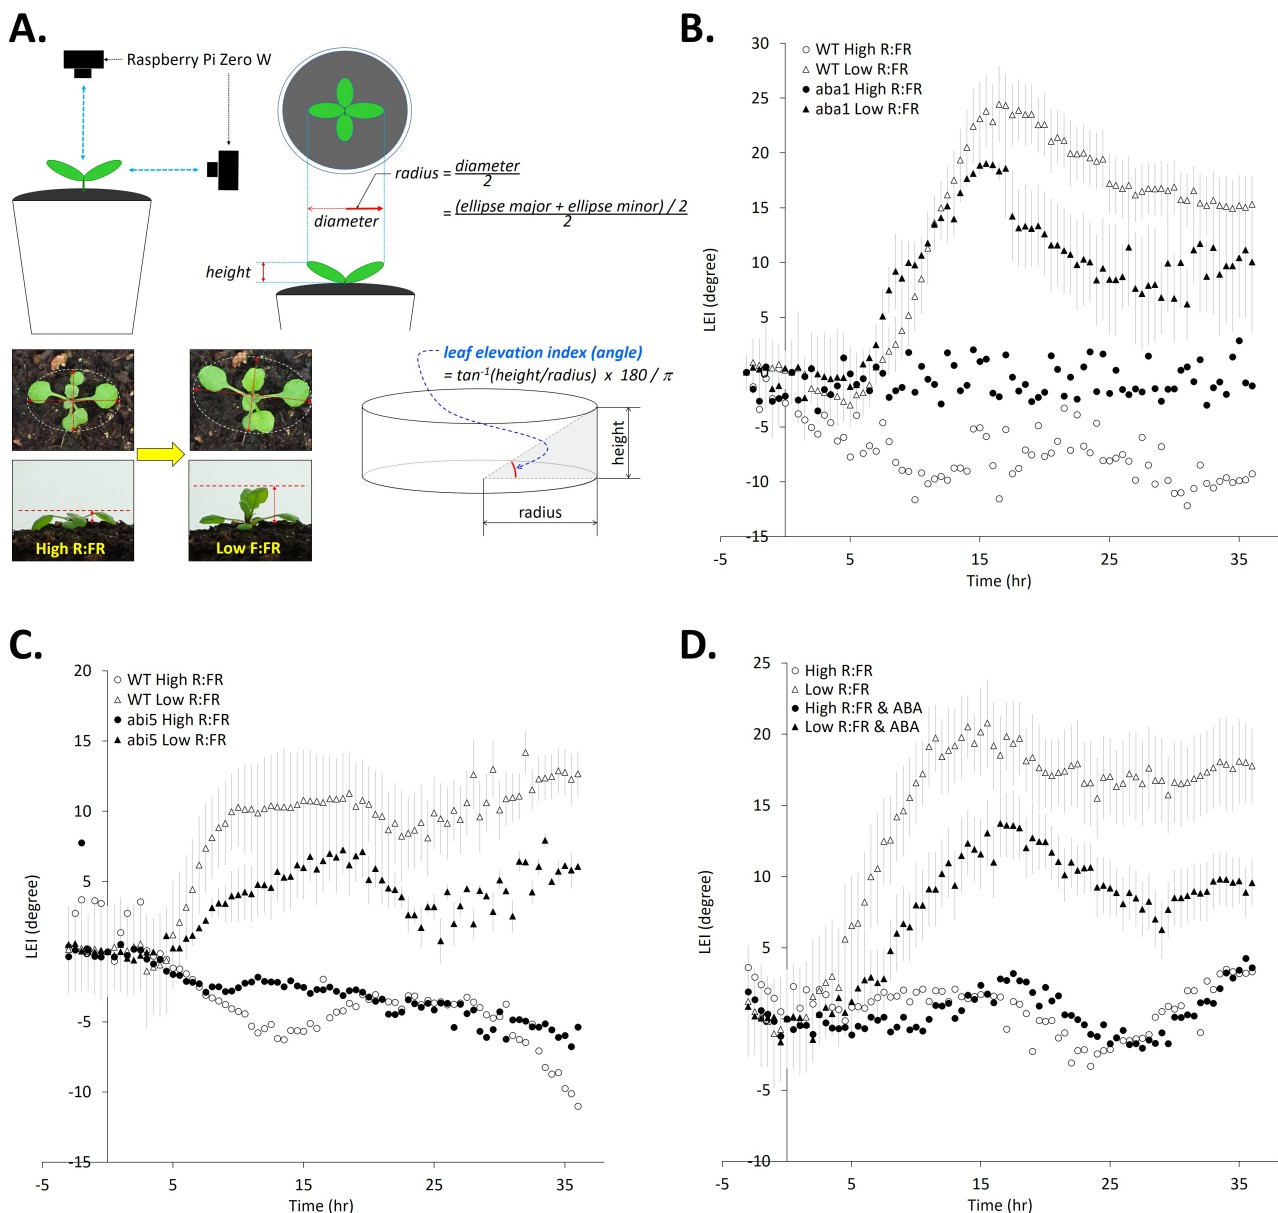 A.
Raspberry Pi Zero W
radius = diameter / 2
= (ellipse major + ellipse minor) / 2 / 2
diameter
height
leaf elevation index (angle)
= tan⁻¹(height/radius) x 180 / π
height
radius
High R:FR
Low F:FR
B.
WT High R:FR
WT Low R:FR
aba1 High R:FR
aba1 Low R:FR
LEI (degree)
30
25
20
15
10
5
-5
-10
-15
-5
5
15
25
35
Time (hr)
C.
WT High R:FR
WT Low R:FR
abi5 High R:FR
abi5 Low R:FR
LEI (degree)
20
15
10
5
-5
-10
-15
-5
5
15
25
35
Time (hr)
D.
High R:FR
Low R:FR
High R:FR & ABA
Low R:FR & ABA
LEI (degree)
25
20
15
10
5
-5
-10
-5
5
15
25
35
Time (hr)